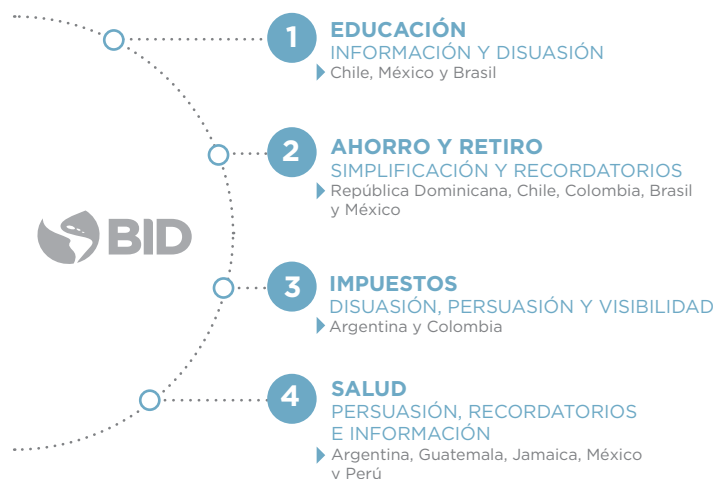 1
EDUCACIÓN
INFORMACIÓN Y DISUASIÓN
Chile, México y Brasil
2
AHORRO Y RETIRO
SIMPLIFICACIÓN Y RECORDATORIOS
República Dominicana, Chile, Colombia, Brasil
y México
BID
3
IMPUESTOS
DISUASIÓN, PERSUASIÓN Y VISIBILIDAD
Argentina y Colombia
4
SALUD
PERSUASIÓN, RECORDATORIOS
E INFORMACIÓN
Argentina, Guatemala, Jamaica, México
y Perú